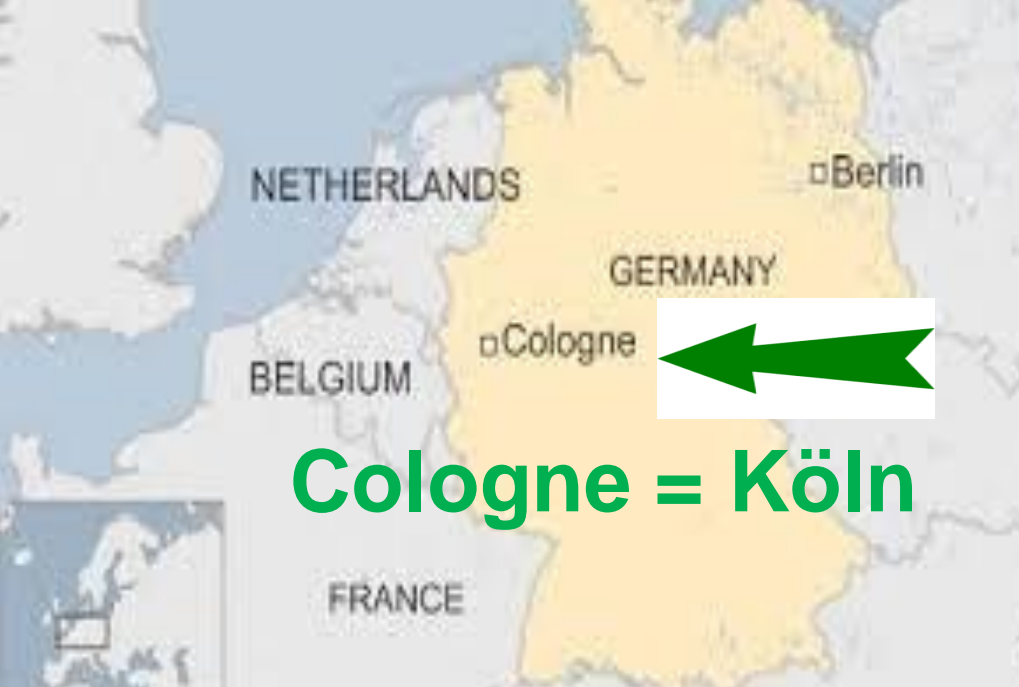 NETHERLANDS
Berlin
GERMANY
Cologne
BELGIUM
Cologne = Köln
FRANCE